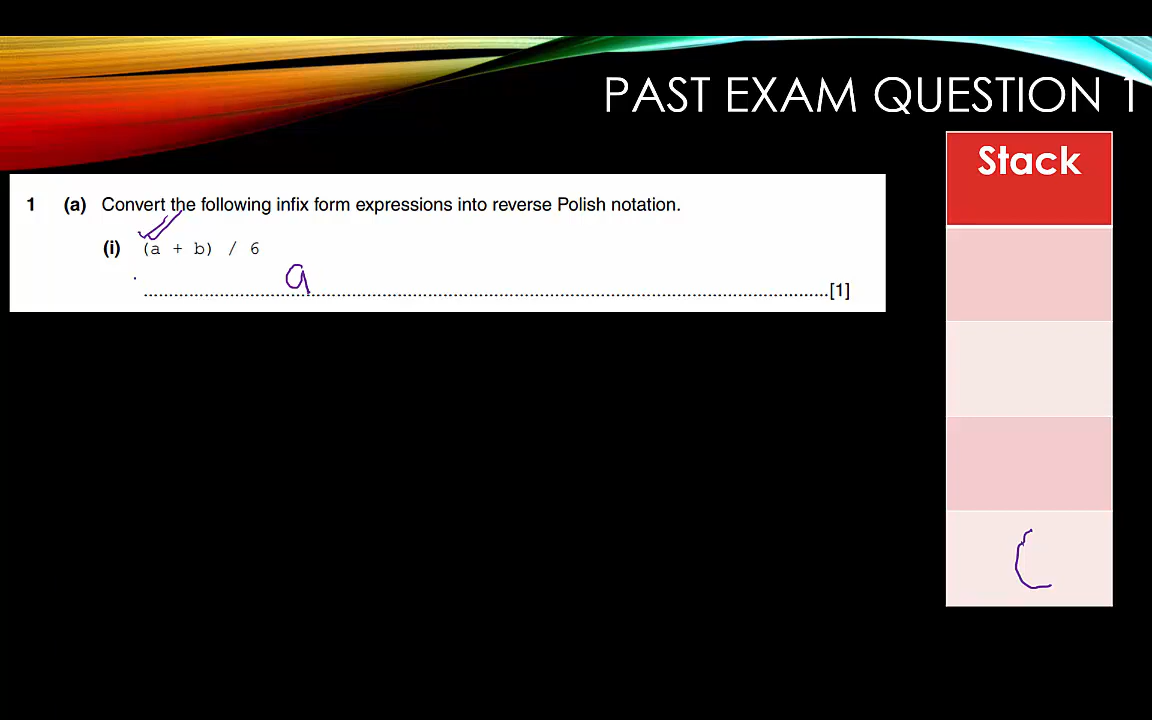 PAST EXAM QUESTION 1
Stack
1 (a) Convert the following infix form expressions into reverse Polish notation.
(i) (a + b) / 6
a
..........................................................................................................................................[1]
(